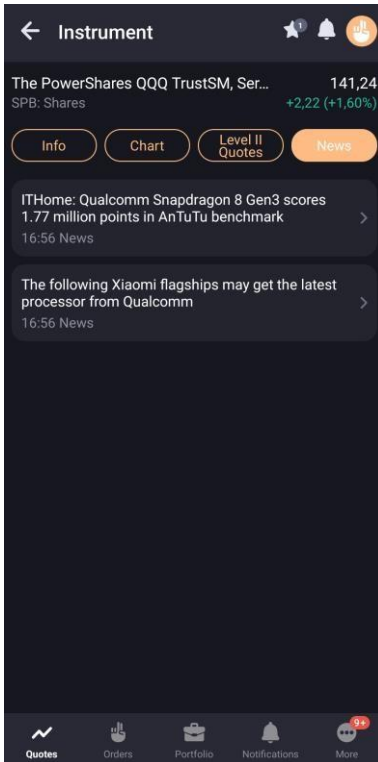 Instrument
1
The PowerShares QQQ TrustSM, Ser...
141,24
SPB: Shares
+2,22 (+1,60%)
Info
Chart
Level II
Quotes
News
ITHome: Qualcomm Snapdragon 8 Gen3 scores
1.77 million points in AnTuTu benchmark
16:56 News
The following Xiaomi flagships may get the latest
processor from Qualcomm
16:56 News
9+
Quotes
Orders
Portfolio
Notifications
More